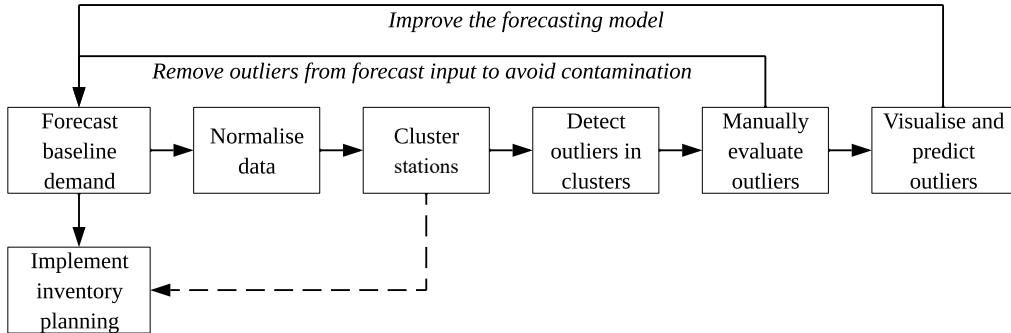 Improve the forecasting model
Remove outliers from forecast input to avoid contamination
Forecast
baseline
demand
Normalise
data
Cluster
stations
Detect
outliers in
clusters
Manually
evaluate
outliers
Visualise and
predict
outliers
Implement
inventory
planning